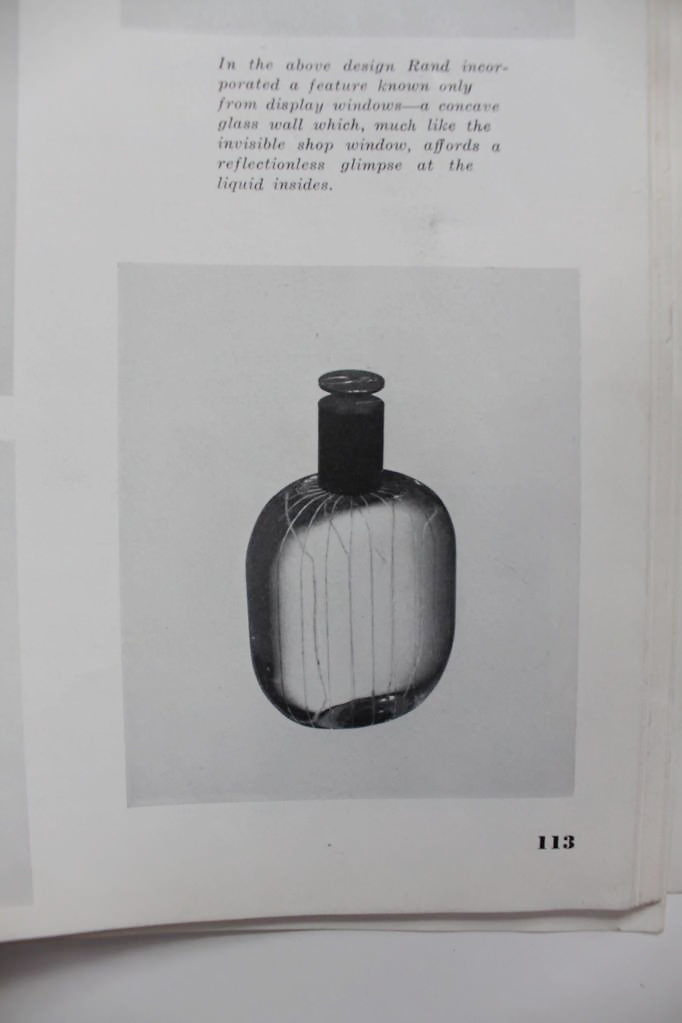 In the above design Rand incor-
porated a feature known only
from display windows—a concave
glass wall which, much like the
invisible shop window, affords a
reflectionless glimpse at the
liquid insides.
113